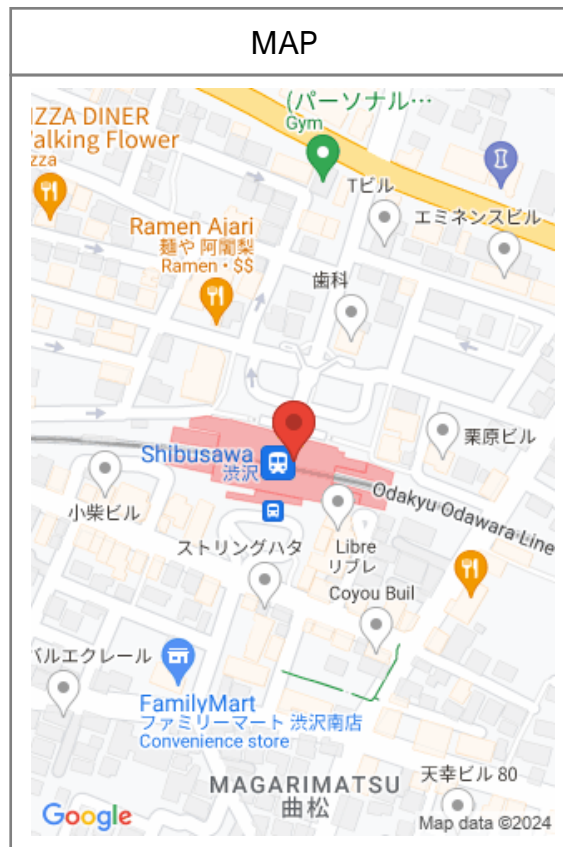 MAP
(パーソナル…
Gym
IZZA DINER
alking Flower
zza
Tビル
エミネンスビル
Ramen Ajari
麺や 阿闍梨
Ramen・$$
歯科
栗原ビル
Shibusawa
渋沢
Odakyu Odawara Line
小柴ビル
ストリングハタ
Libre
リブレ
Coyou Buil
バルエクレール
FamilyMart
ファミリーマート 渋沢南店
Convenience store
MAGARIMATSU
曲松
天幸ビル 80
Google
Map data ©2024